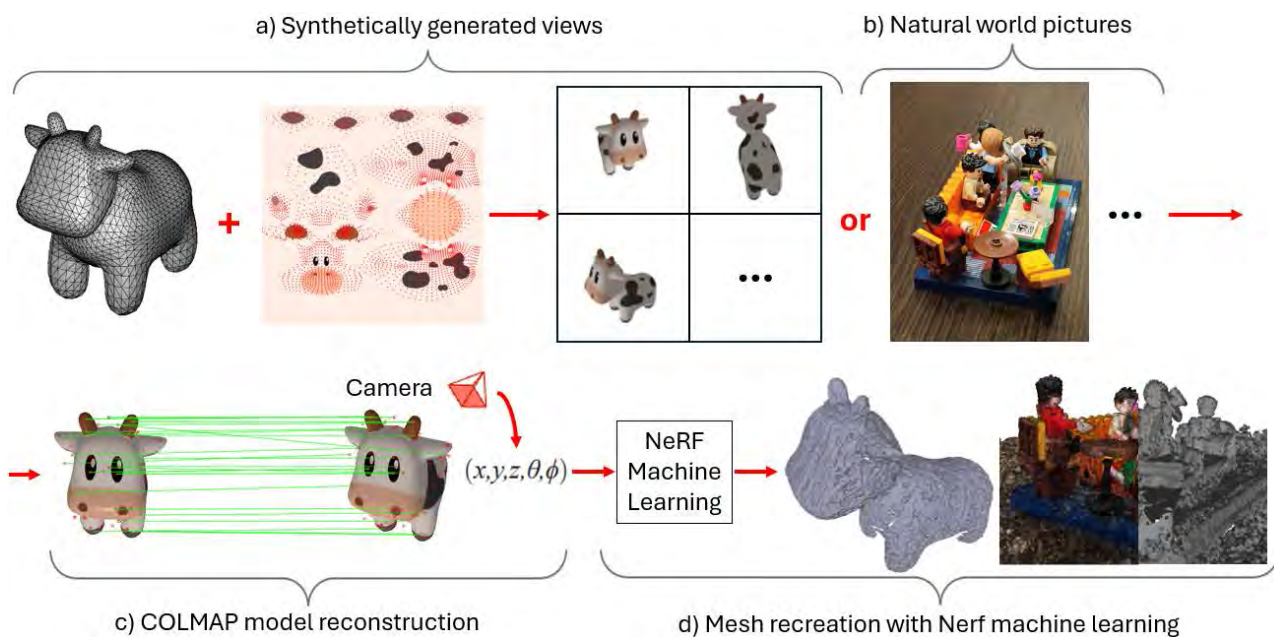 a) Synthetically generated views
b) Natural world pictures
+
or
•••
•••
Camera
(x,y,z,θ,ϕ)
NeRF
Machine
Learning
c) COLMAP model reconstruction
d) Mesh recreation with Nerf machine learning